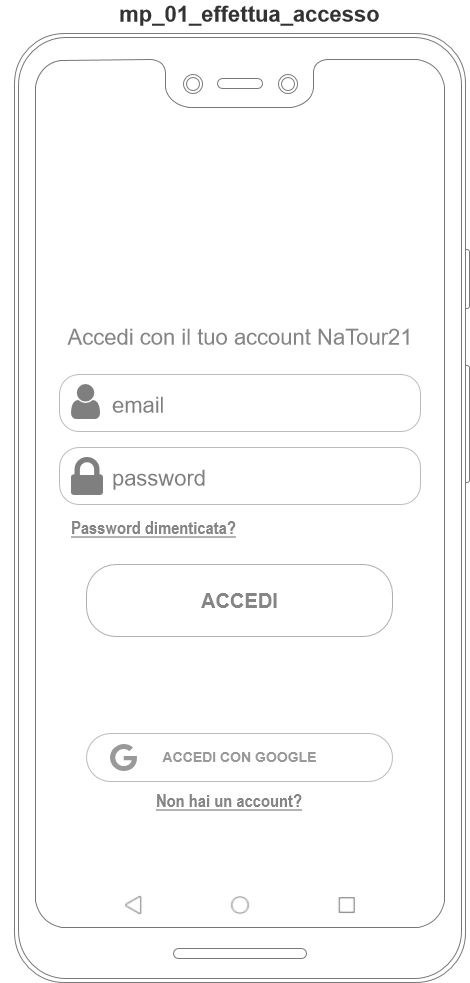 mp_01_effettua_accesso
Accedi con il tuo account NaTour21
email
password
Password dimenticata?
ACCEDI
ACCEDI CON GOOGLE
Non hai un account?